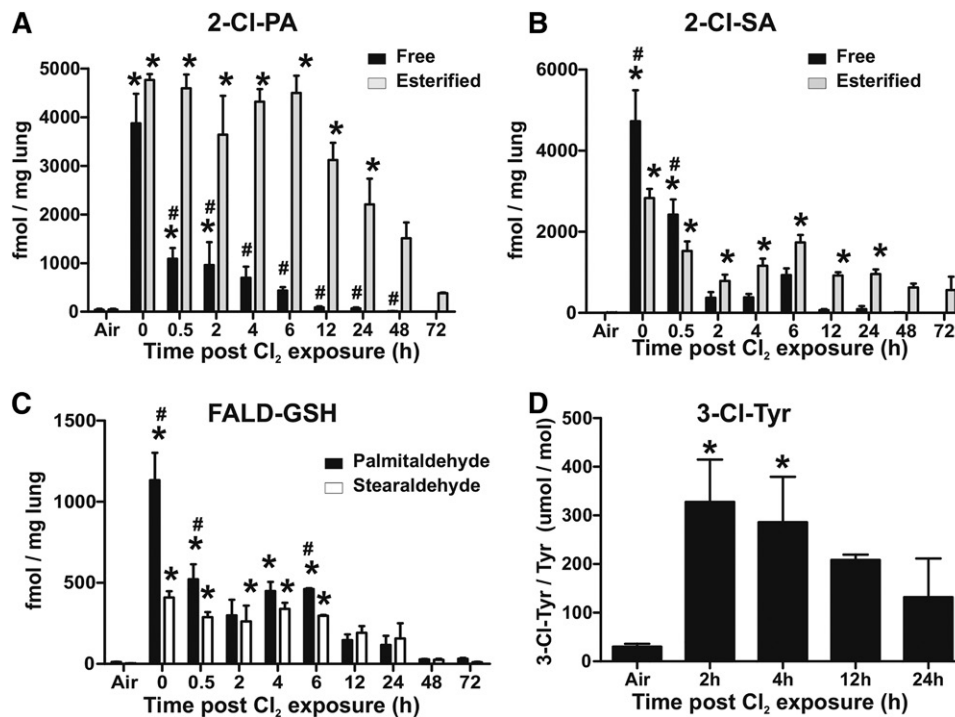 A
2-Cl-PA
Free
Esterified
fmol / mg lung
5000
4000
3000
2000
1000
0
* * * * * * * *
# # * * # # # # #
Air 0 0.5 2 4 6 12 24 48 72
Time post Cl₂ exposure (h)
B
2-Cl-SA
Free
Esterified
fmol / mg lung
6000
4000
2000
0
# * * # * * * * * * *
Air 0 0.5 2 4 6 12 24 48 72
Time post Cl₂ exposure (h)
C
FALD-GSH
Palmitaldehyde
Stearaldehyde
fmol / mg lung
1500
1000
500
0
# * * # * * * * * # * *
Air 0 0.5 2 4 6 12 24 48 72
Time post Cl₂ exposure (h)
D
3-Cl-Tyr
3-Cl-Tyr / Tyr (umol / mol)
500
400
300
200
100
0
* *
Air 2h 4h 12h 24h
Time post Cl₂ exposure (h)